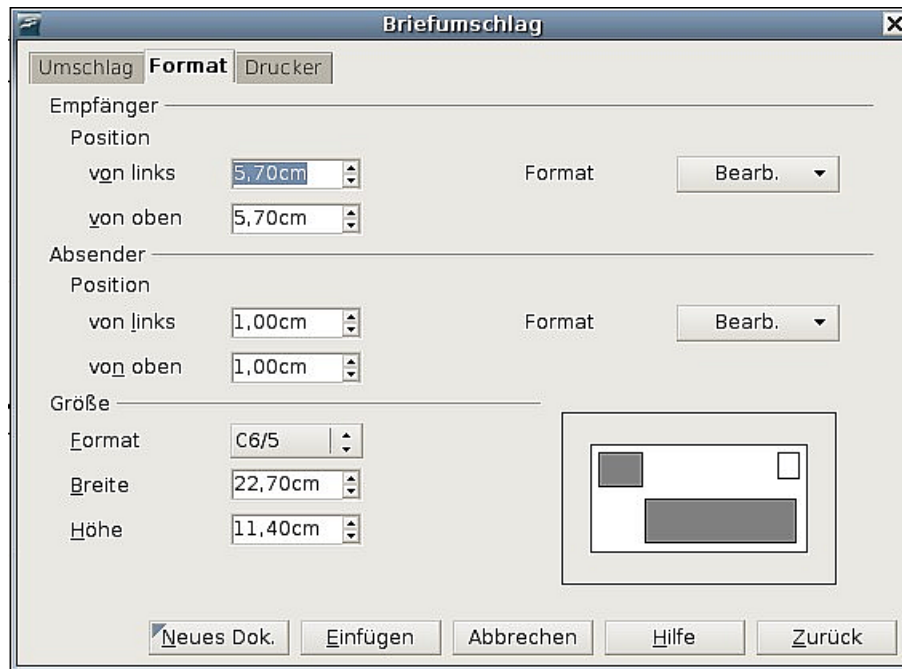 Briefumschlag
Umschlag Format Drucker
Empfänger
Position
von links 5,70cm Format Bearb.
von oben 5,70cm
Absender
Position
von links 1,00cm Format Bearb.
von oben 1,00cm
Größe
Format C6/5
Breite 22,70cm
Höhe 11,40cm
Neues Dok. Einfügen Abbrechen Hilfe Zurück